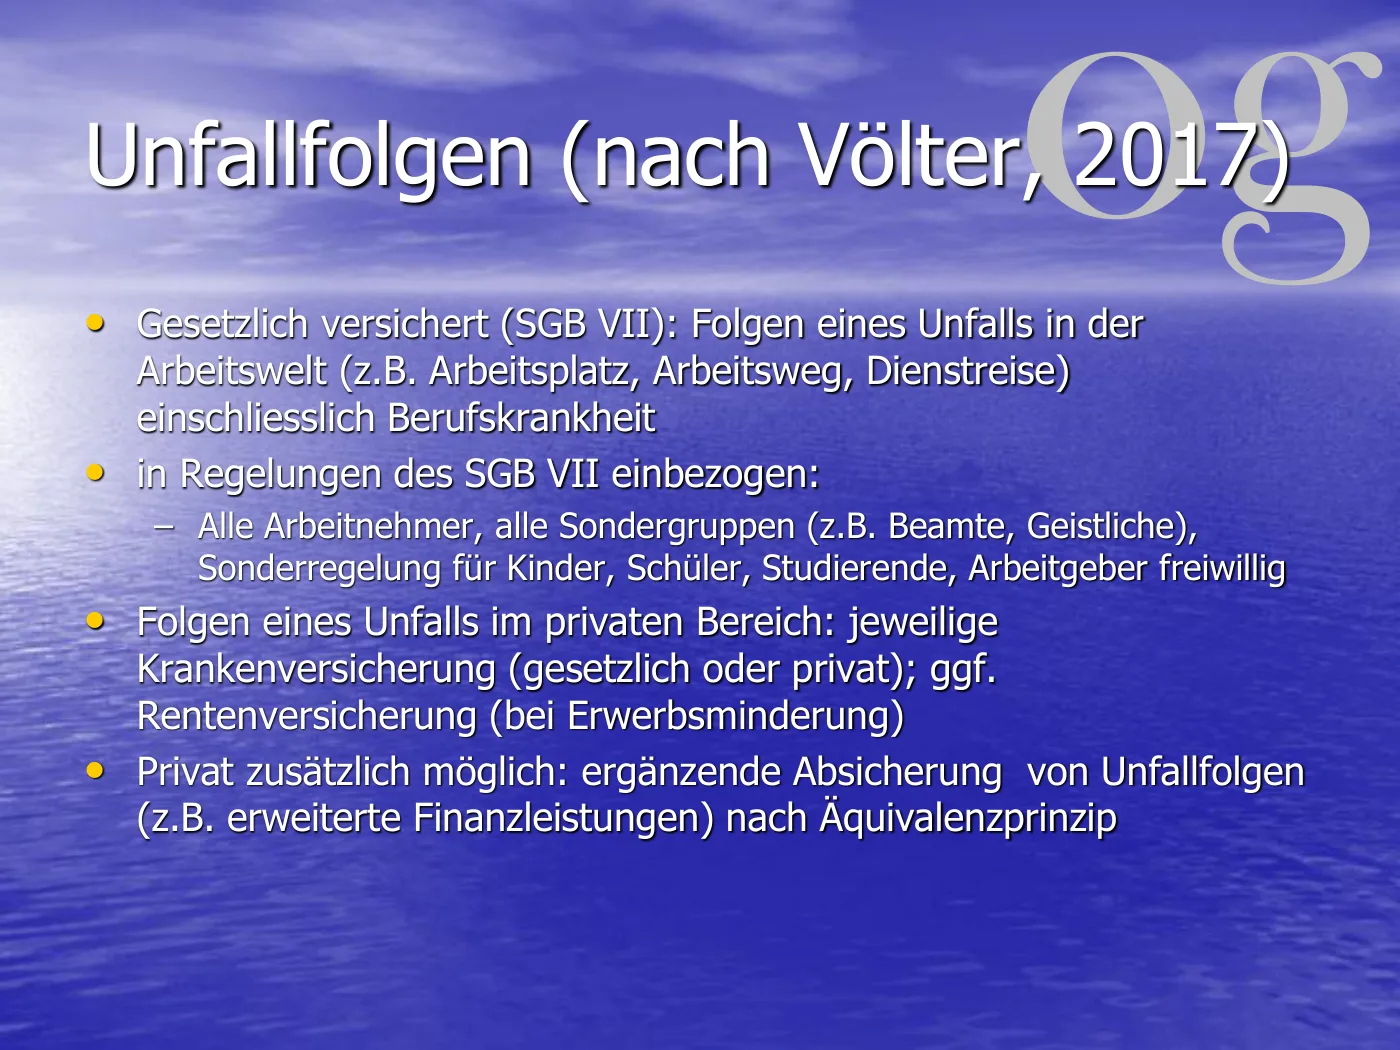 og
Unfallfolgen (nach Völter, 2017)
• Gesetzlich versichert (SGB VII): Folgen eines Unfalls in der
Arbeitswelt (z.B. Arbeitsplatz, Arbeitsweg, Dienstreise)
einschliesslich Berufskrankheit
• in Regelungen des SGB VII einbezogen:
– Alle Arbeitnehmer, alle Sondergruppen (z.B. Beamte, Geistliche),
Sonderregelung für Kinder, Schüler, Studierende, Arbeitgeber freiwillig
• Folgen eines Unfalls im privaten Bereich: jeweilige
Krankenversicherung (gesetzlich oder privat); ggf.
Rentenversicherung (bei Erwerbsminderung)
• Privat zusätzlich möglich: ergänzende Absicherung  von Unfallfolgen
(z.B. erweiterte Finanzleistungen) nach Äquivalenzprinzip